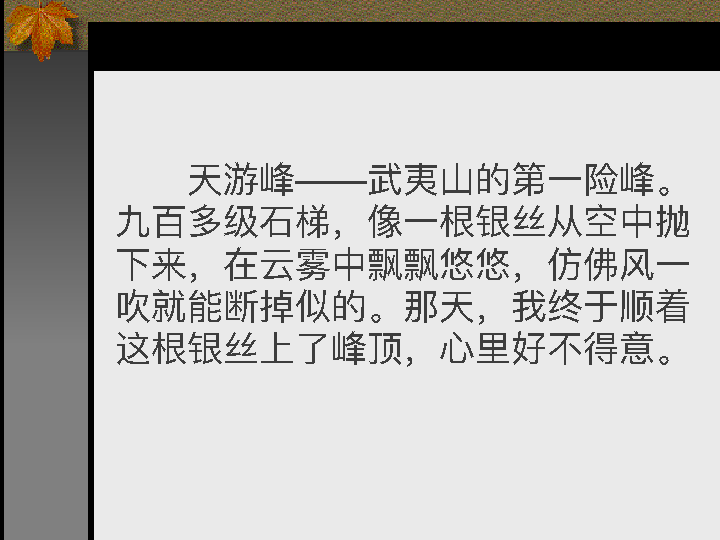 天游峰——武夷山的第一险峰。
九百多级石梯，像一根银丝从空中抛
下来，在云雾中飘飘悠悠，仿佛风一
吹就能断掉似的。那天，我终于顺着
这根银丝上了峰顶，心里好不得意。